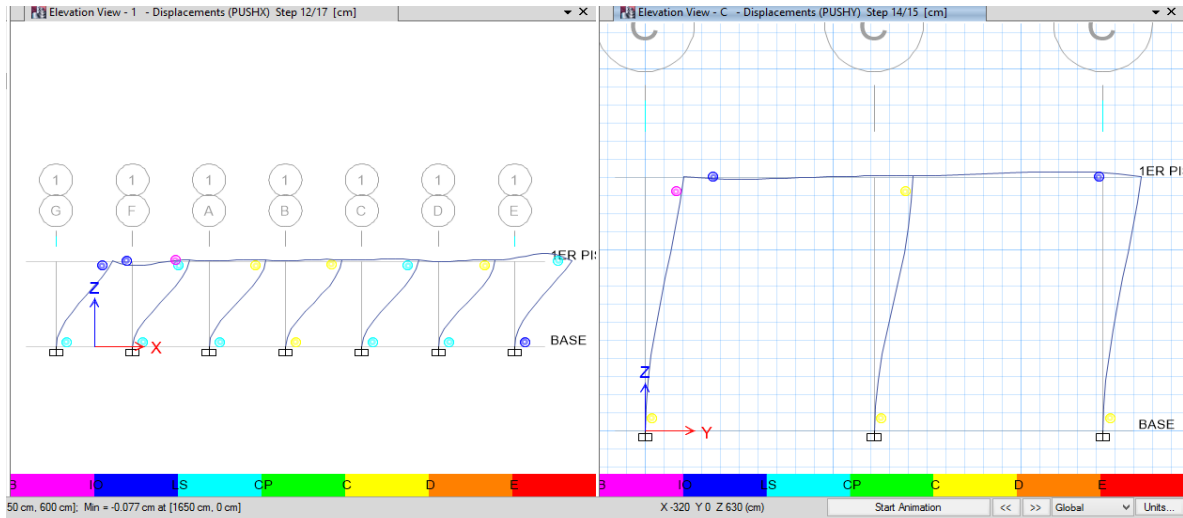 Elevation View - 1 - Displacements (PUSHX) Step 12/17 [cm]
Elevation View - C - Displacements (PUSHY) Step 14/15 [cm]
C C C
1 1 1 1 1 1 1
G F A B C D E
1ER PIS
Z
X
BASE
1ER PI
Z
Y
BASE
B IO LS CP C D E
B IO LS CP C D E
50 cm, 600 cm]; Min = -0.077 cm at [1650 cm, 0 cm]
X -320 Y 0 Z 630 (cm)
Start Animation
<<
>>
Global
Units...